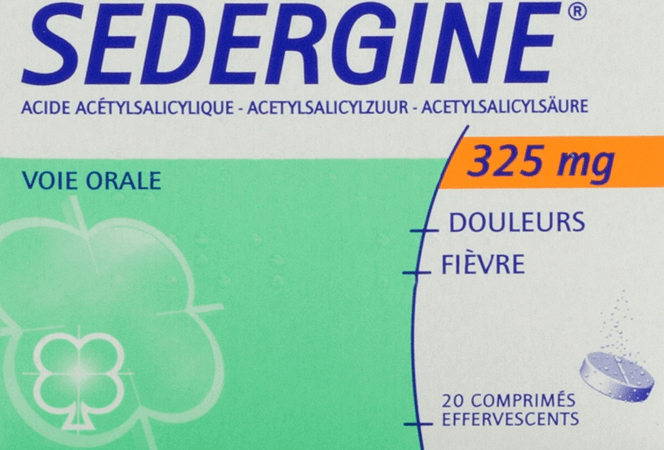 SEDERGINE®
ACIDE ACÉTYLSALICYLIQUE - ACETYLSALICYLZUUR - ACETYLSALICYLSÄURE
325 mg
VOIE ORALE
DOULEURS
FIÈVRE
20 COMPRIMÉS
EFFERVESCENTS